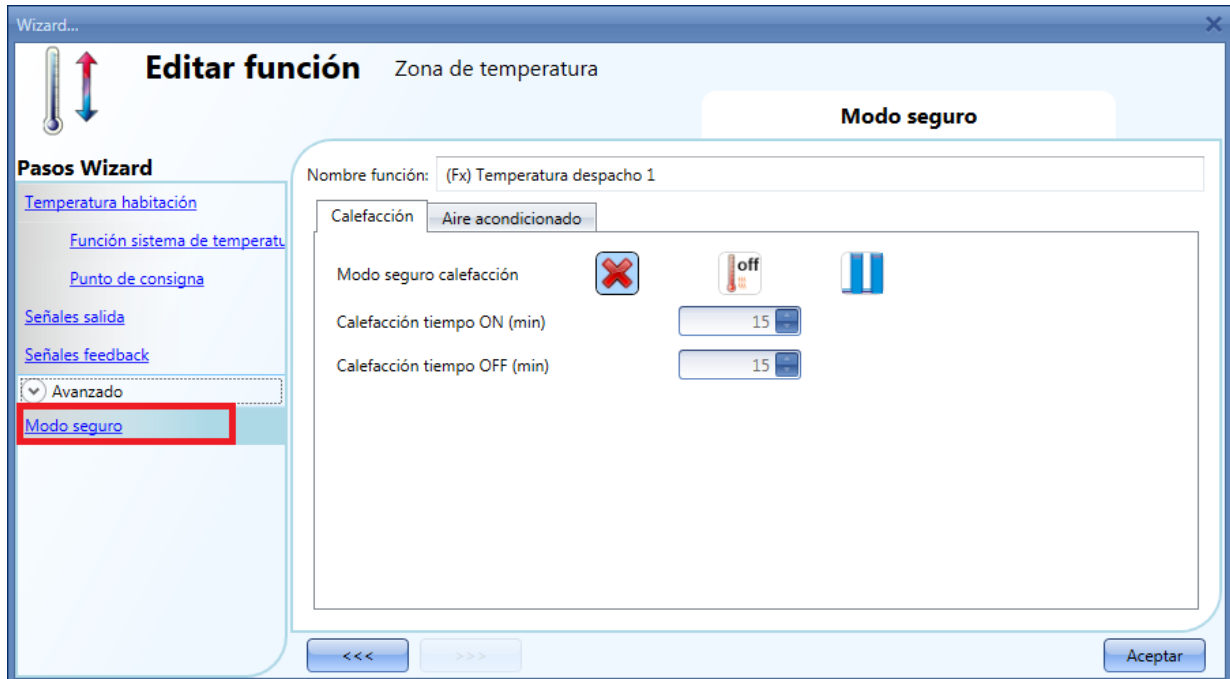 Wizard...
Editar función Zona de temperatura
Modo seguro
Pasos Wizard
Temperatura habitación
Función sistema de temperatu
Punto de consigna
Señales salida
Señales feedback
Avanzado
Modo seguro
Nombre función: (Fx) Temperatura despacho 1
Calefacción Aire acondicionado
Modo seguro calefacción off
Calefacción tiempo ON (min) 15
Calefacción tiempo OFF (min) 15
<<< >>> Aceptar